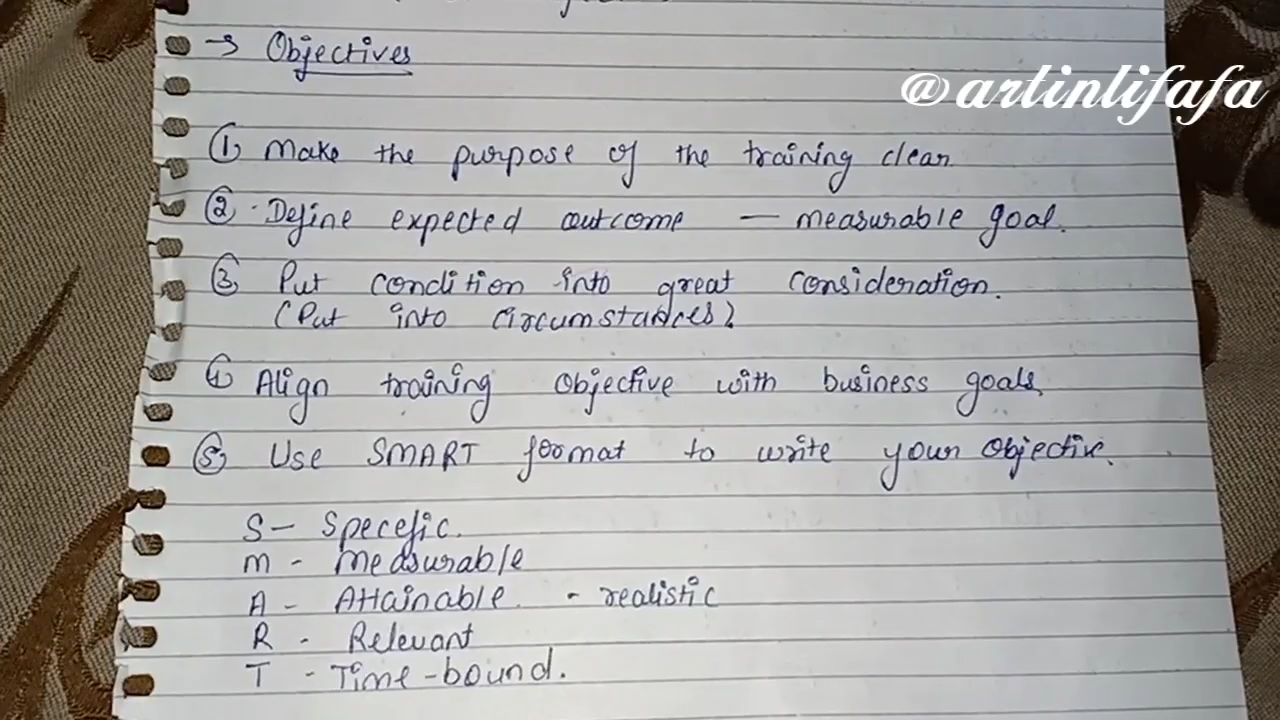 → Objectives
@artinlifafa
① Make the purpose of the training clear
② Define expected outcome — measurable goal.
③ Put condition into great consideration.
(Put into circumstances)
④ Align training objective with business goals
⑤ Use SMART format to write your objective.
S - Specefic.
M - Measurable
A - Attainable. - realistic
R - Relevant
T - Time-bound.